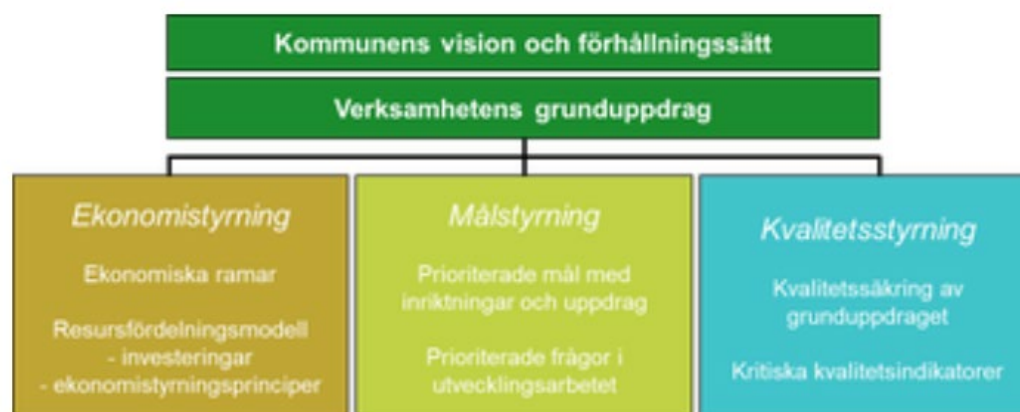 Kommunens vision och förhållningssätt
Verksamhetens grunduppdrag
Ekonomistyrning
Ekonomiska ramar
Resursfördelningsmodell
- investeringar
- ekonomistyrningsprinciper
Målstyrning
Prioriterade mål med
inriktningar och uppdrag
Prioriterade frågor i
utvecklingsarbetet
Kvalitetsstyrning
Kvalitetssäkring av
grunduppdraget
Kritiska kvalitetsindikatorer